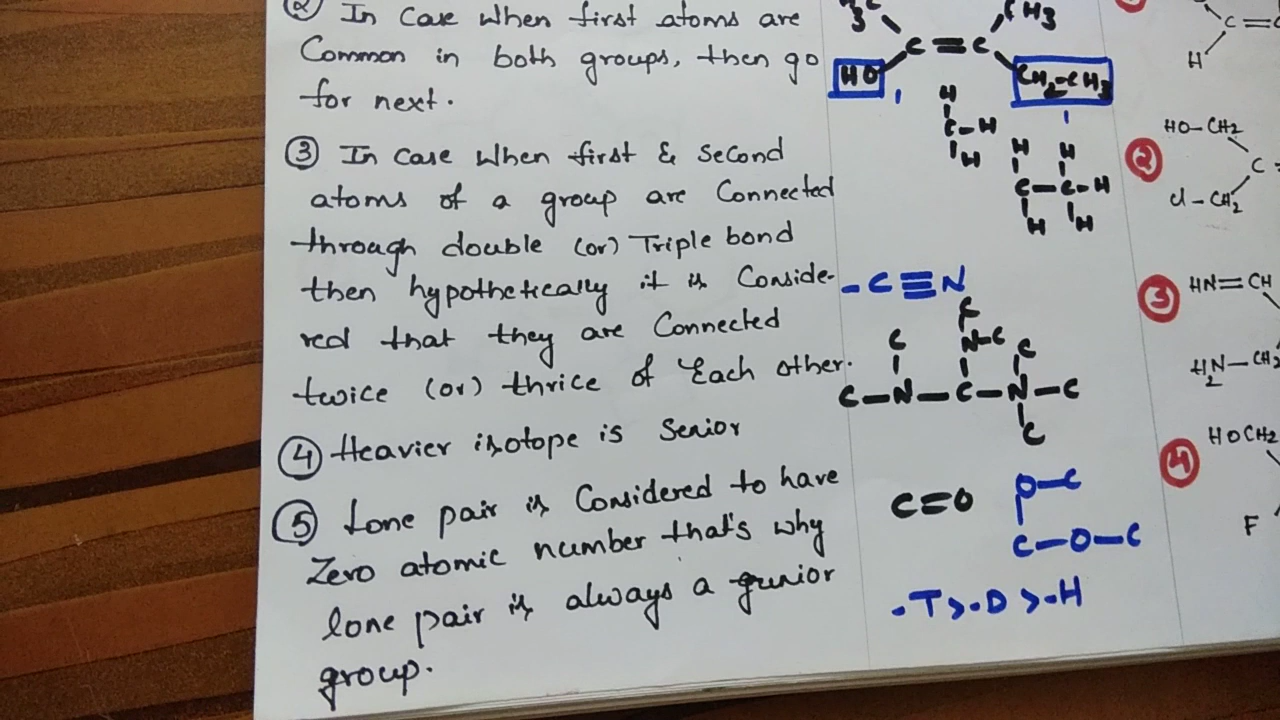 ② In Case When first atoms are
Common in both groups, then go
for next.
③ In Case When first & Second
atoms of a group are Connected
through double (or) Triple bond
then hypothetically it is Conside-
red that they are Connected
twice (or) thrice of Each other.
④ Heavier isotope is Senior
⑤ Lone pair is Considered to have
Zero atomic number that's why
lone pair is always a junior
group.
CH3
C=C
HO
CH2-CH3
H
C-H
H
H H
C-C-H
H H
-C≡N
C
C N-C C
C-N-C-N-C
C
C=O
O-C
C-O-C
.T>.D>.H
C=C
H
② HO-CH2
C=
Cl-CH2
③ HN=CH
H2N-CH2
④ HOCH2
F